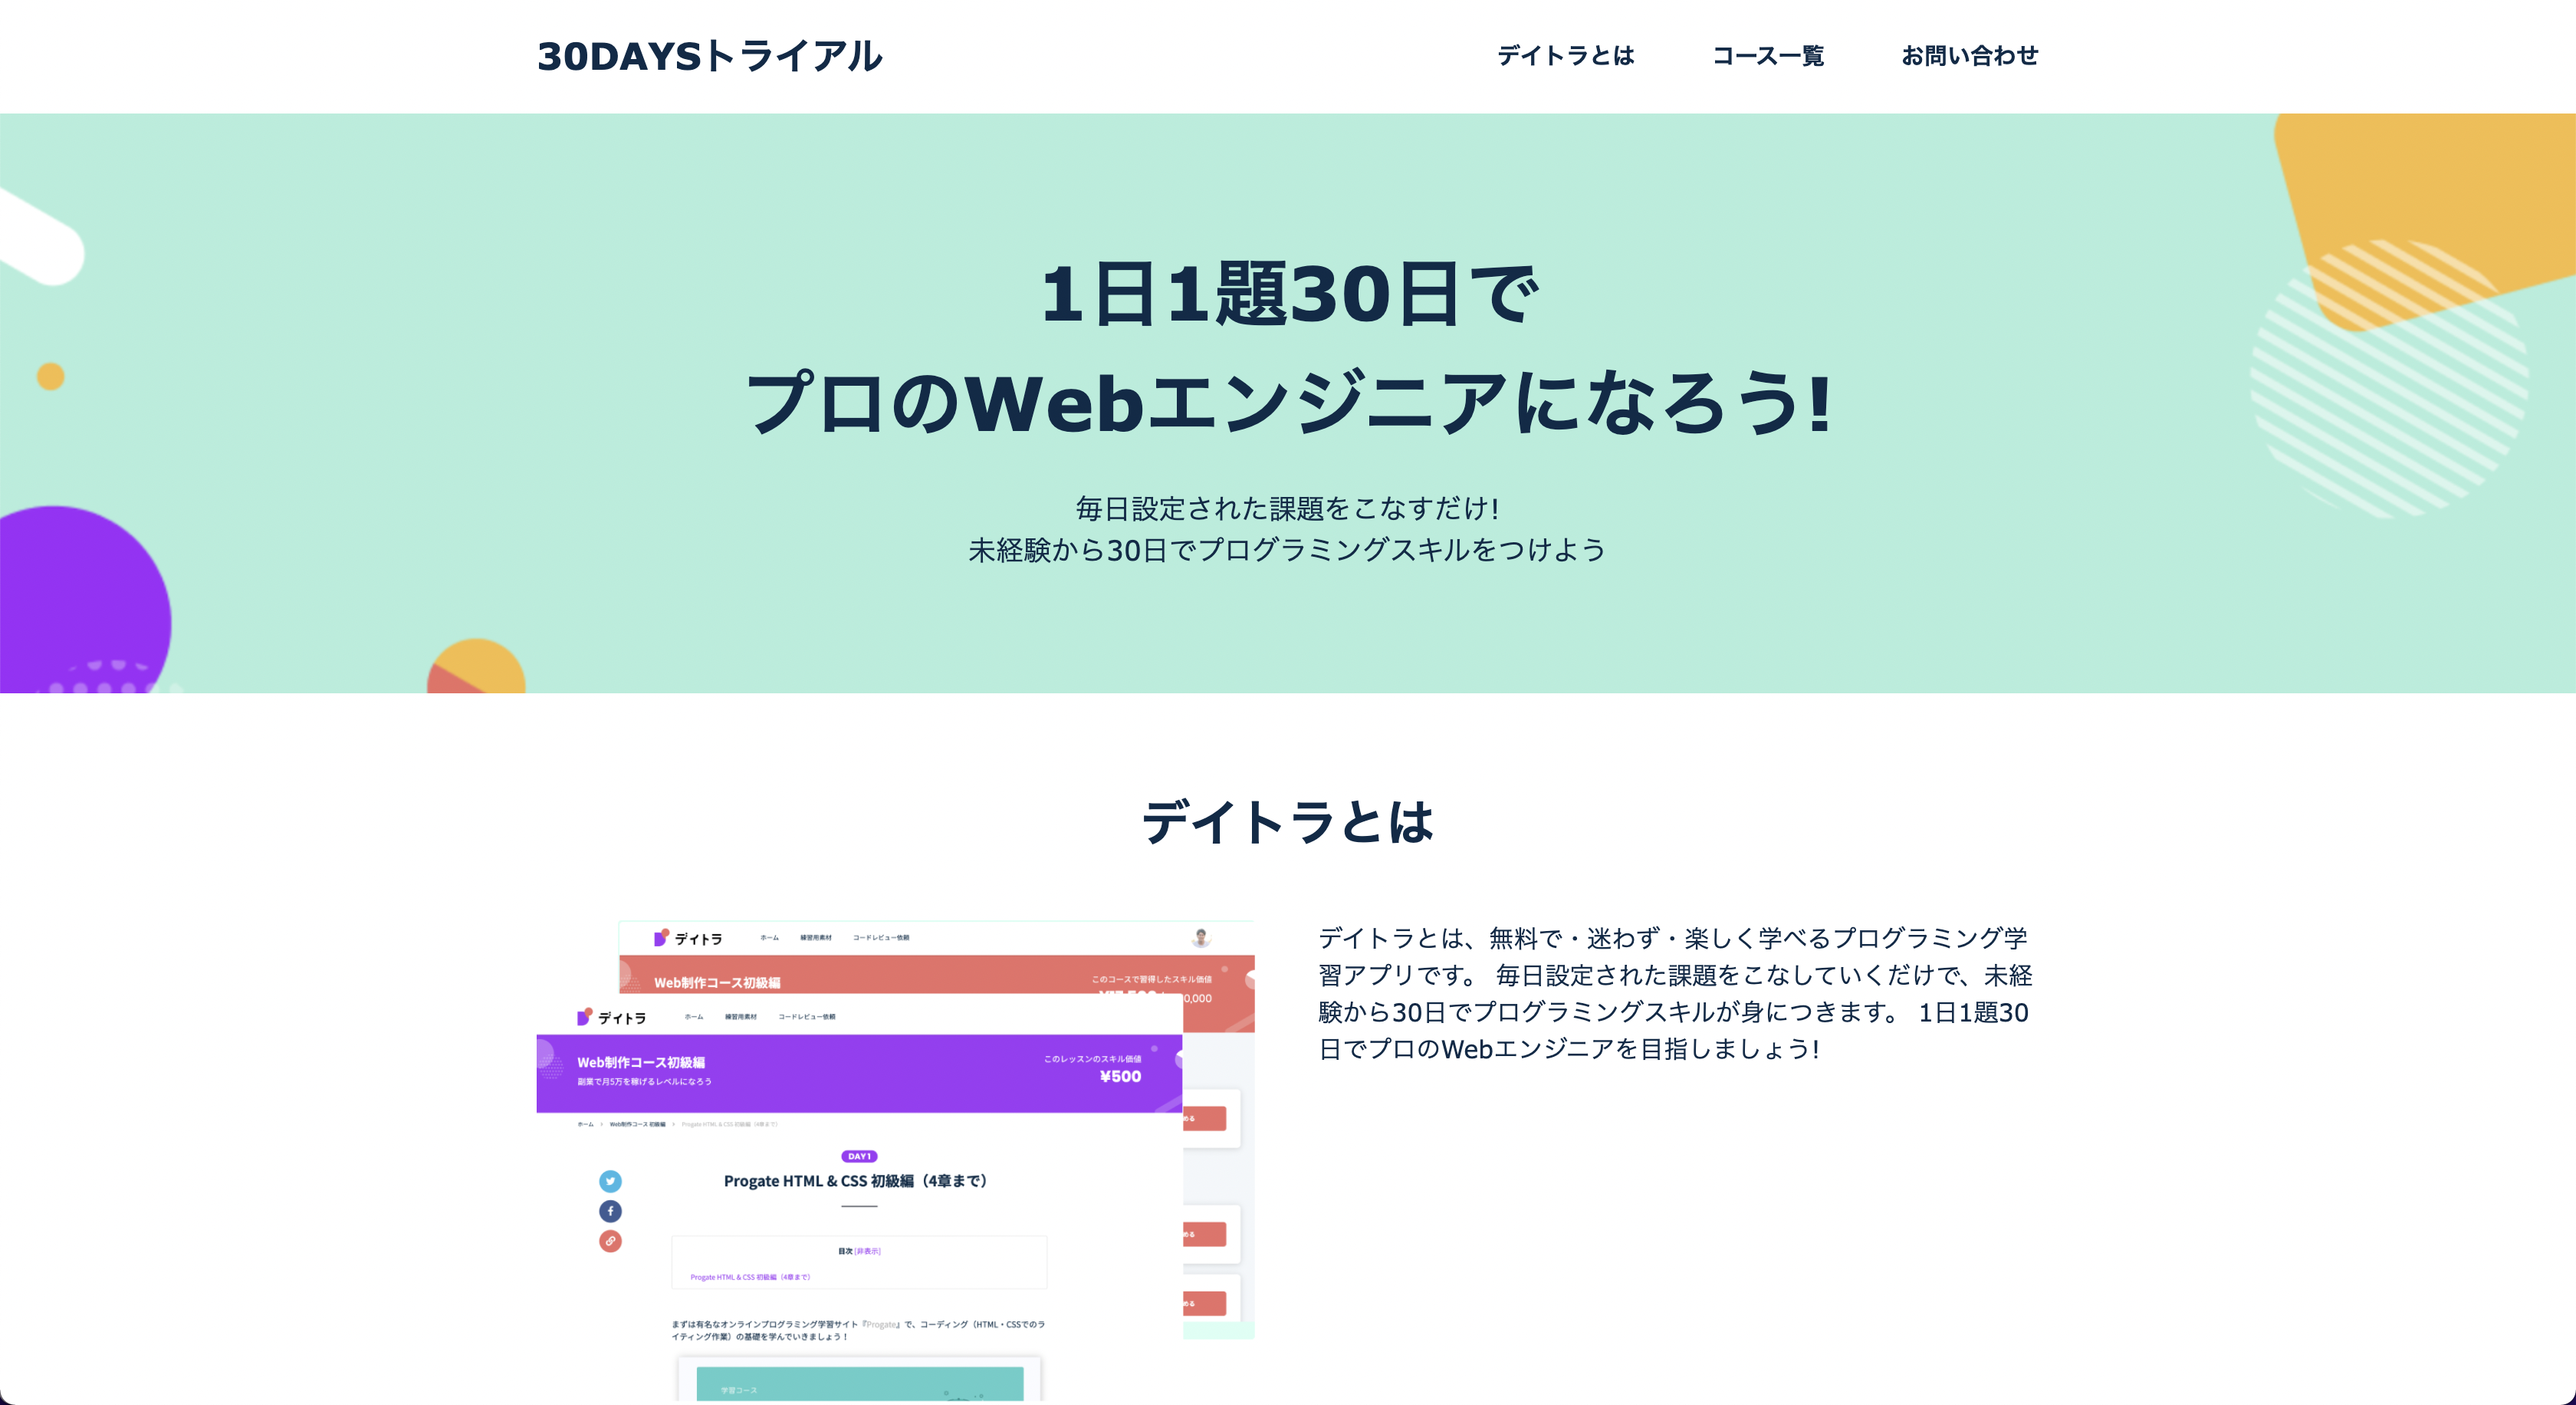 30DAYSトライアル
デイトラとは
コース一覧
お問い合わせ
1日1題30日で
プロのWebエンジニアになろう!
毎日設定された課題をこなすだけ!
未経験から30日でプログラミングスキルをつけよう
デイトラとは
デイトラ
ホーム
練習用素材
コードレビュー依頼
Web制作コース初級編
このコースで習得したスキル価値
0,000
デイトラ
ホーム
練習用素材
コードレビュー依頼
Web制作コース初級編
副業で月5万を稼げるレベルになろう
このレッスンのスキル価値
¥500
ホーム › Web制作コース 初級編 › Progate HTML & CSS 初級編（4章まで）
DAY1
Progate HTML & CSS 初級編（4章まで）
目次 [非表示]
Progate HTML & CSS 初級編（4章まで）
まずは有名なオンラインプログラミング学習サイト『Progate』で、コーディング（HTML・CSSでのラ
イティング作業）の基礎を学んでいきましょう！
学習コース
める
める
める
デイトラとは、無料で・迷わず・楽しく学べるプログラミング学
習アプリです。 毎日設定された課題をこなしていくだけで、未経
験から30日でプログラミングスキルが身につきます。 1日1題30
日でプロのWebエンジニアを目指しましょう!